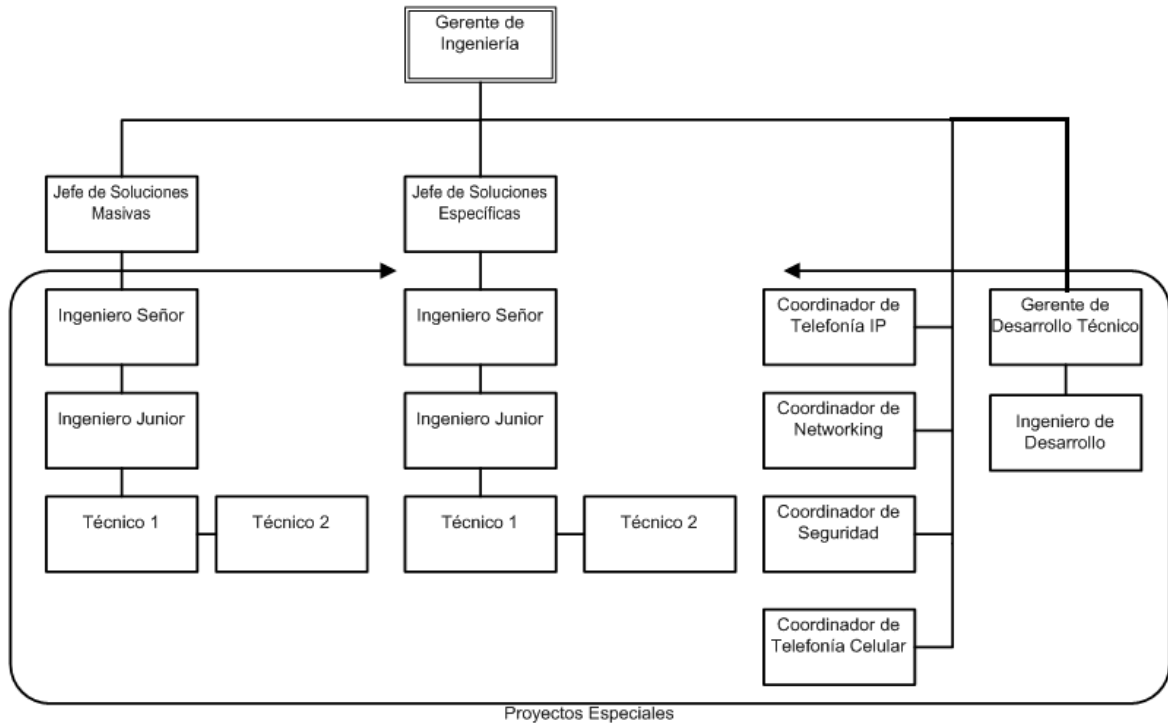 Gerente de
Ingeniería
Jefe de Soluciones
Masivas
Jefe de Soluciones
Específicas
Ingeniero Señor
Ingeniero Señor
Coordinador de
Telefonía IP
Gerente de
Desarrollo Técnico
Ingeniero Junior
Ingeniero Junior
Coordinador de
Networking
Ingeniero de
Desarrollo
Técnico 1
Técnico 2
Técnico 1
Técnico 2
Coordinador de
Seguridad
Coordinador de
Telefonía Celular
Proyectos Especiales